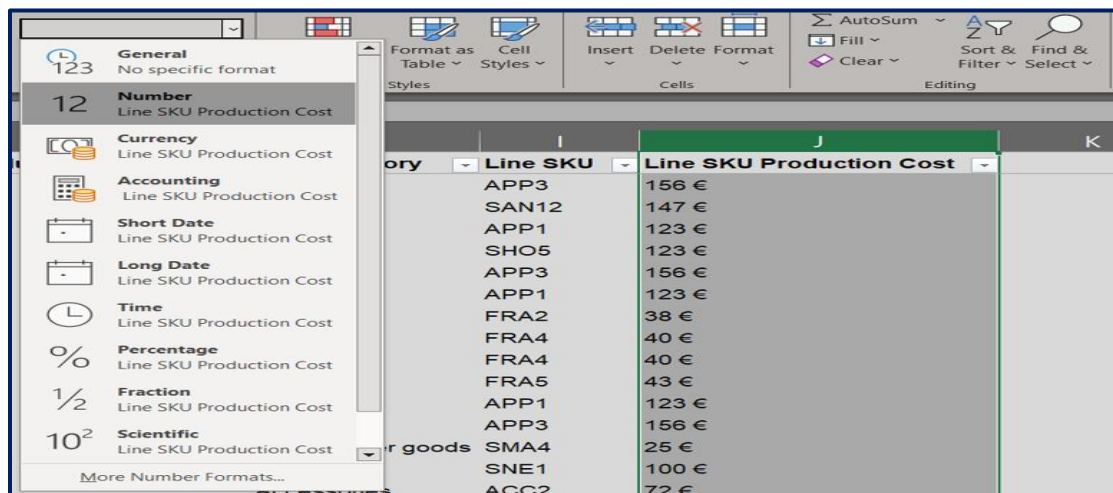 AutoSum
Fill
Clear
Format as Table
Cell Styles
Insert
Delete
Format
Sort & Filter
Find & Select
Styles
Cells
Editing
123
General
No specific format
12
Number
Line SKU Production Cost
Currency
Line SKU Production Cost
Accounting
Line SKU Production Cost
Short Date
Line SKU Production Cost
Long Date
Line SKU Production Cost
Time
Line SKU Production Cost
%
Percentage
Line SKU Production Cost
1/2
Fraction
Line SKU Production Cost
10²
Scientific
Line SKU Production Cost
More Number Formats...
I J K
ory Line SKU Line SKU Production Cost
APP3 156 €
SAN12 147 €
APP1 123 €
SHO5 123 €
APP3 156 €
APP1 123 €
FRA2 38 €
FRA4 40 €
FRA4 40 €
FRA5 43 €
APP1 123 €
APP3 156 €
r goods SMA4 25 €
SNE1 100 €
ACC2 72 €